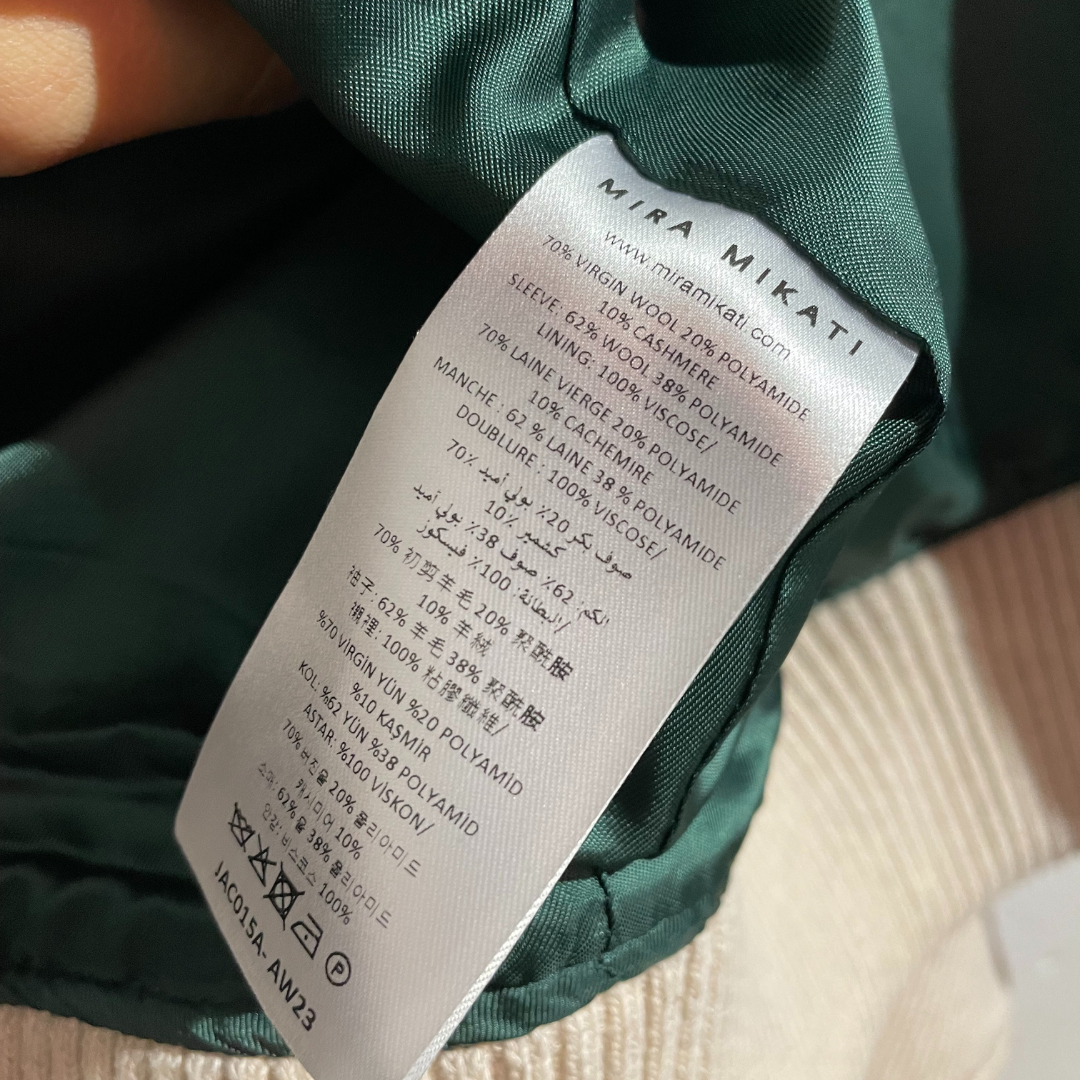 MIRA MIKATI
www.miramikati.com
70% VIRGIN WOOL 20% POLYAMIDE
10% CASHMERE
SLEEVE: 62% WOOL 38% POLYAMIDE
LINING: 100% VISCOSE/
70% LAINE VIERGE 20% POLYAMIDE
10% CACHEMIRE
MANCHE : 62 % LAINE 38 % POLYAMIDE
DOUBLURE : 100% VISCOSE/
صوف بكر 20٪ بولي أميد 70٪
كشمير 10٪
الكم: 62٪ صوف 38٪ بولي أميد
البطانة: 100٪ فيسكوز/
70% 初剪羊毛 20% 聚酰胺
10% 羊絨
袖子: 62% 羊毛 38% 聚酰胺
襯裡: 100% 粘膠纖維/
%70 VİRGİN YÜN %20 POLYAMİD
%10 KAŞMİR
KOL: %62 YÜN %38 POLYAMID
ASTAR: %100 VİSKON/
70% 버진울 20% 폴리아미드
캐시미어 10%
소매: 62% 울 38% 폴리아미드
안감: 비스코스 100%
P
JAC015A- AW23